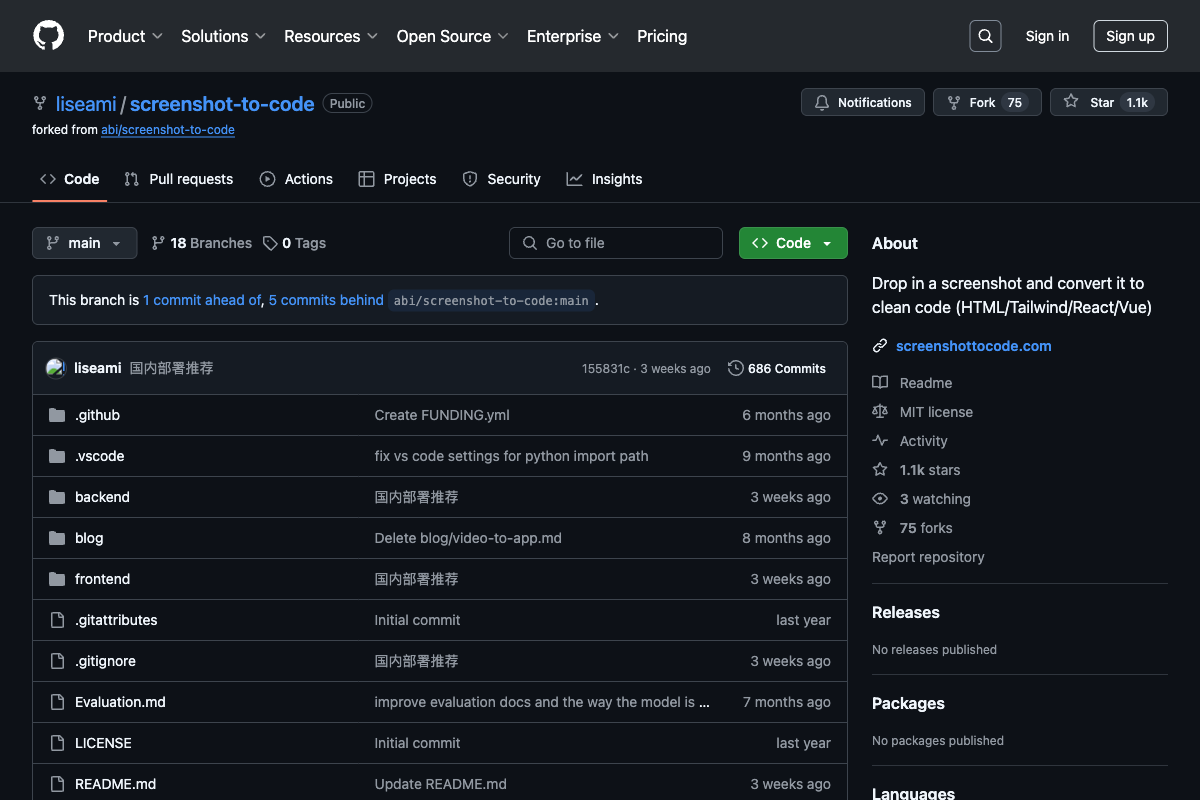 Product Solutions Resources Open Source Enterprise Pricing Sign in Sign up
liseami / screenshot-to-code Public Notifications Fork 75 Star 1.1k
forked from abi/screenshot-to-code
Code Pull requests Actions Projects Security Insights
main 18 Branches 0 Tags Go to file Code
This branch is 1 commit ahead of, 5 commits behind abi/screenshot-to-code:main .
liseami 国内部署推荐 155831c · 3 weeks ago 686 Commits
.github Create FUNDING.yml 6 months ago
.vscode fix vs code settings for python import path 9 months ago
backend 国内部署推荐 3 weeks ago
blog Delete blog/video-to-app.md 8 months ago
frontend 国内部署推荐 3 weeks ago
.gitattributes Initial commit last year
.gitignore 国内部署推荐 3 weeks ago
Evaluation.md improve evaluation docs and the way the model is ... 7 months ago
LICENSE Initial commit last year
README.md Update README.md 3 weeks ago
About
Drop in a screenshot and convert it to
clean code (HTML/Tailwind/React/Vue)
screenshottocode.com
Readme
MIT license
Activity
1.1k stars
3 watching
75 forks
Report repository
Releases
No releases published
Packages
No packages published
Languages